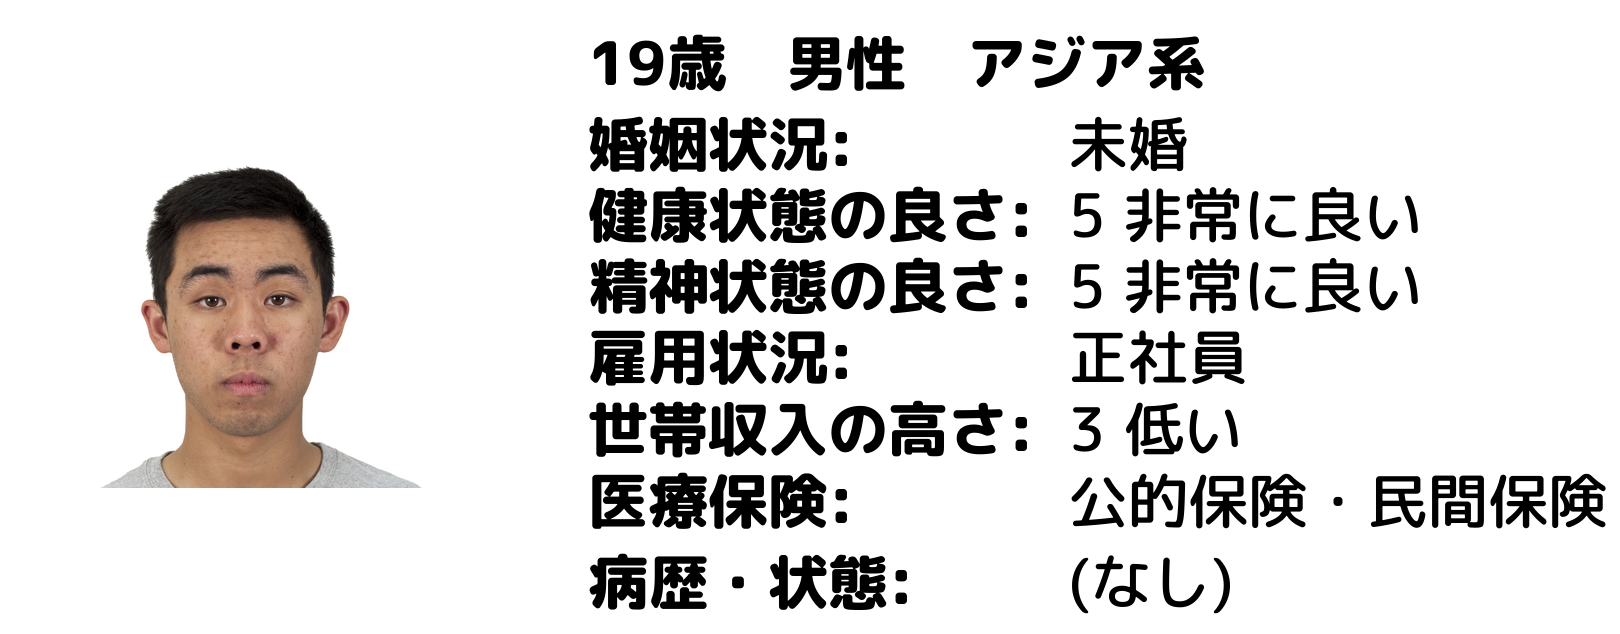 19歳　男性　アジア系
婚姻状況: 未婚
健康状態の良さ: 5 非常に良い
精神状態の良さ: 5 非常に良い
雇用状況: 正社員
世帯収入の高さ: 3 低い
医療保険: 公的保険・民間保険
病歴・状態: (なし)